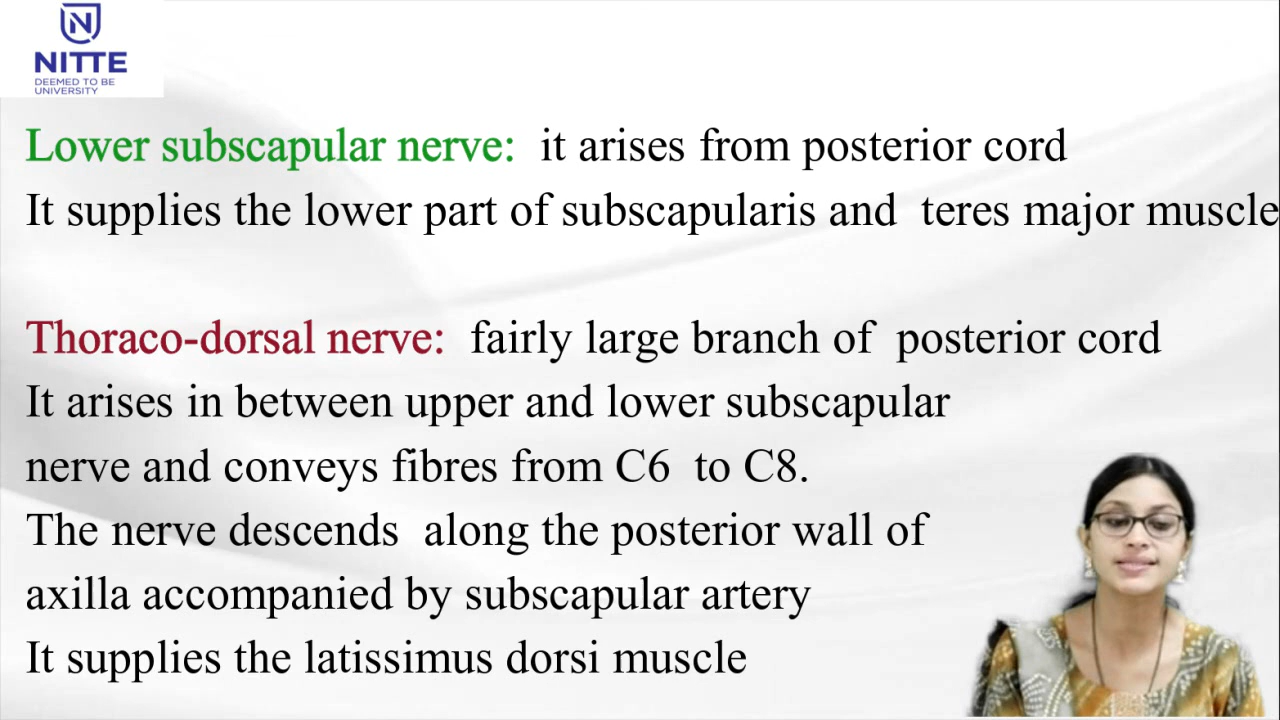 NITTE
DEEMED TO BE
UNIVERSITY
Lower subscapular nerve: it arises from posterior cord
It supplies the lower part of subscapularis and teres major muscle
Thoraco-dorsal nerve: fairly large branch of posterior cord
It arises in between upper and lower subscapular
nerve and conveys fibres from C6 to C8.
The nerve descends along the posterior wall of
axilla accompanied by subscapular artery
It supplies the latissimus dorsi muscle